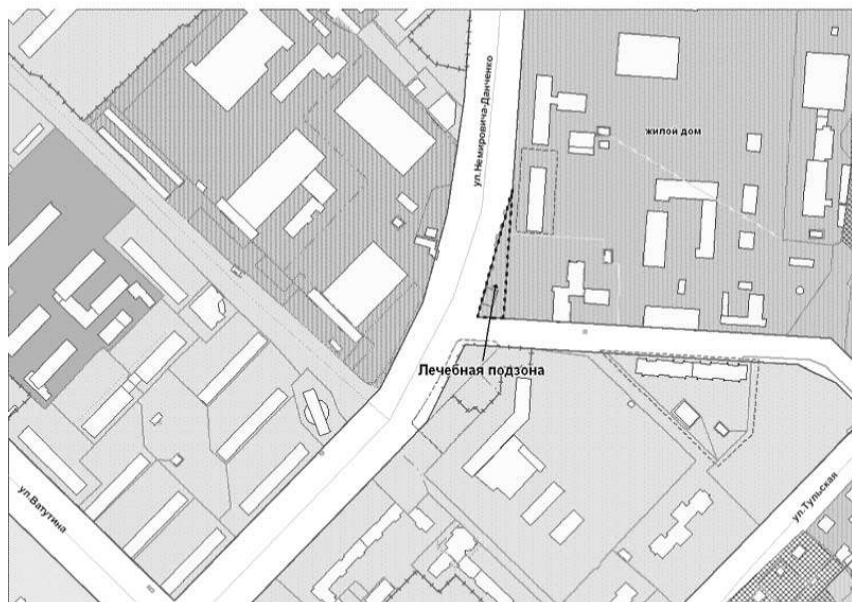 ул.Немировича-Данченко
жилой дом
Лечебная подзона
ул.Ватутина
ул.Тульская